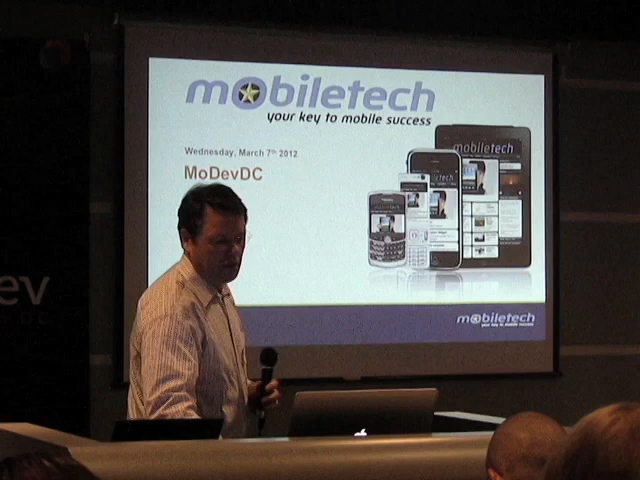 mobiletech
your key to mobile success
Wednesday, March 7th 2012
MoDevDC
mobiletech
ev
mobiletech
your key to mobile success